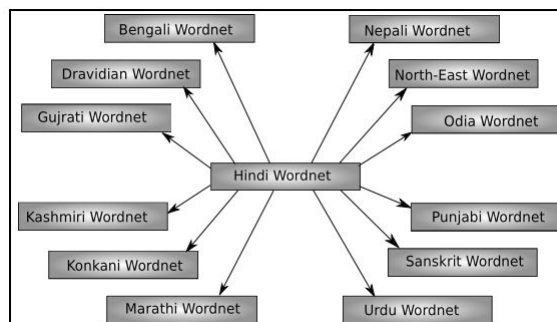 Bengali Wordnet
Nepali Wordnet
Dravidian Wordnet
North-East Wordnet
Gujrati Wordnet
Odia Wordnet
Hindi Wordnet
Kashmiri Wordnet
Punjabi Wordnet
Konkani Wordnet
Sanskrit Wordnet
Marathi Wordnet
Urdu Wordnet